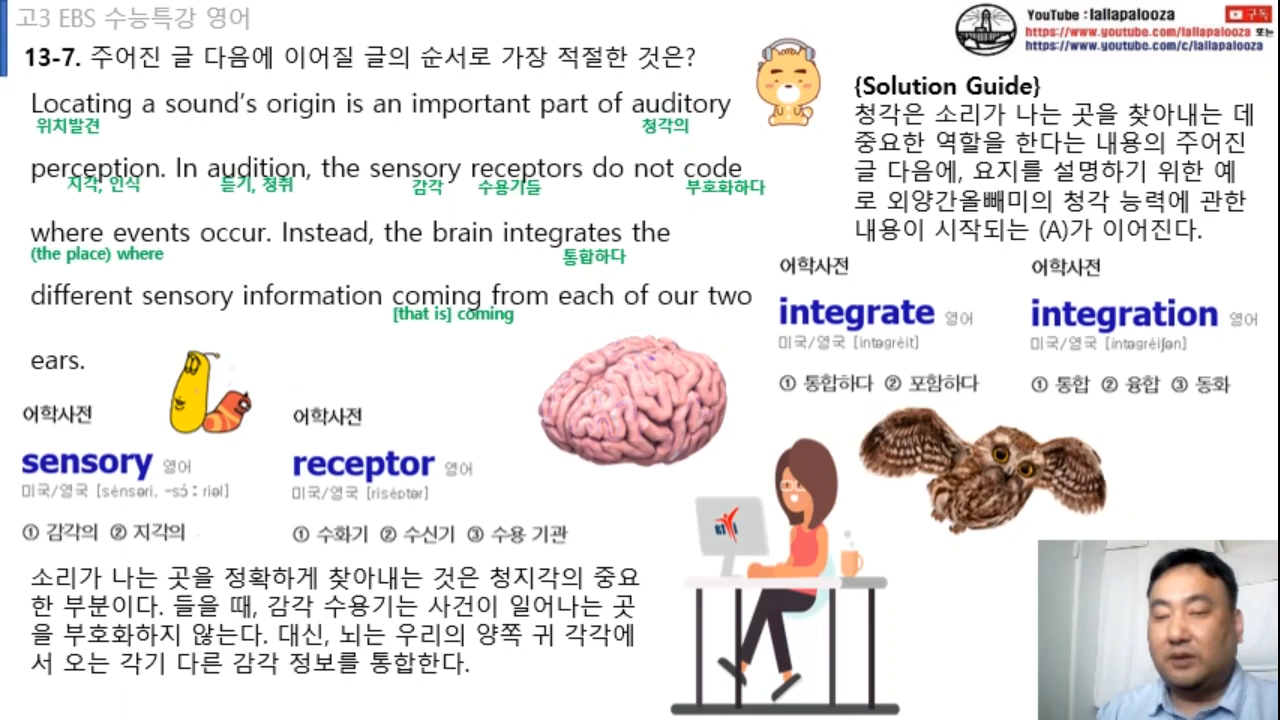 고3 EBS 수능특강 영어
YouTube : lallapalooza
구독
https://www.youtube.com/lallapalooza 또는
https://www.youtube.com/c/lallapalooza
13-7. 주어진 글 다음에 이어질 글의 순서로 가장 적절한 것은?
Locating a sound's origin is an important part of auditory
위치발견 청각의
perception. In audition, the sensory receptors do not code
지각, 인식 듣기, 청취 감각 수용기들 부호화하다
where events occur. Instead, the brain integrates the
(the place) where 통합하다
different sensory information coming from each of our two
[that is] coming
ears.
{Solution Guide}
청각은 소리가 나는 곳을 찾아내는 데
중요한 역할을 한다는 내용의 주어진
글 다음에, 요지를 설명하기 위한 예
로 외양간올빼미의 청각 능력에 관한
내용이 시작되는 (A)가 이어진다.
어학사전
integrate 영어
미국/영국 [íntəgrèit]
① 통합하다 ② 포함하다
어학사전
integration 영어
미국/영국 [ìntəgréiʃən]
① 통합 ② 융합 ③ 동화
어학사전
sensory 영어
미국/영국 [sénsəri, -sɔ́ːriəl]
① 감각의 ② 지각의
어학사전
receptor 영어
미국/영국 [riséptər]
① 수화기 ② 수신기 ③ 수용 기관
소리가 나는 곳을 정확하게 찾아내는 것은 청지각의 중요
한 부분이다. 들을 때, 감각 수용기는 사건이 일어나는 곳
을 부호화하지 않는다. 대신, 뇌는 우리의 양쪽 귀 각각에
서 오는 각기 다른 감각 정보를 통합한다.